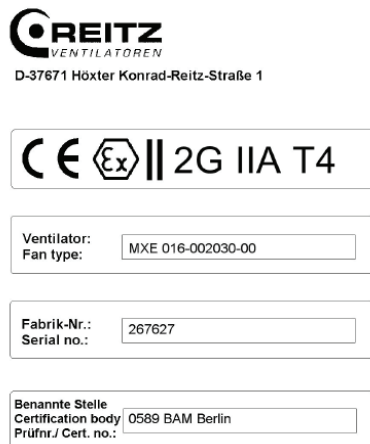 REITZ
VENTILATOREN
D-37671 Höxter Konrad-Reitz-Straße 1
CE Ex II 2G IIA T4
Ventilator:
Fan type: MXE 016-002030-00
Fabrik-Nr.:
Serial no.: 267627
Benannte Stelle
Certification body 0589 BAM Berlin
Prüfnr./ Cert. no.: